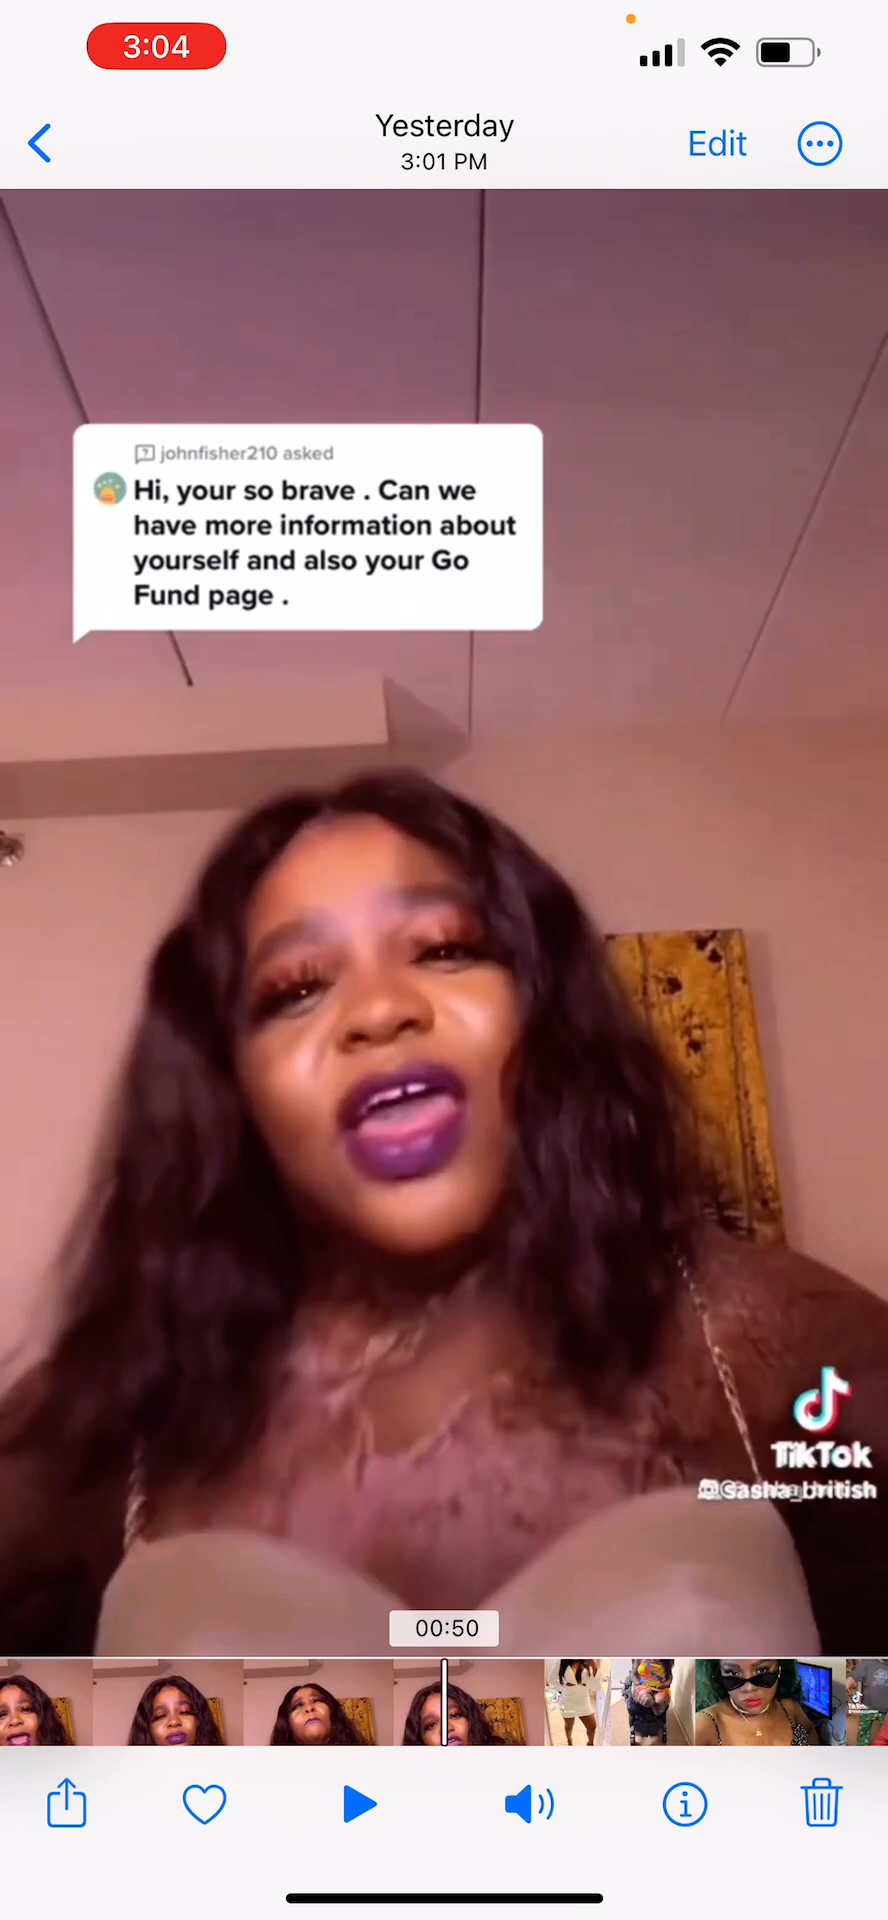 3:04
Yesterday
3:01 PM
Edit
johnfisher210 asked
Hi, your so brave . Can we
have more information about
yourself and also your Go
Fund page .
TikTok
@sasha_british
00:50